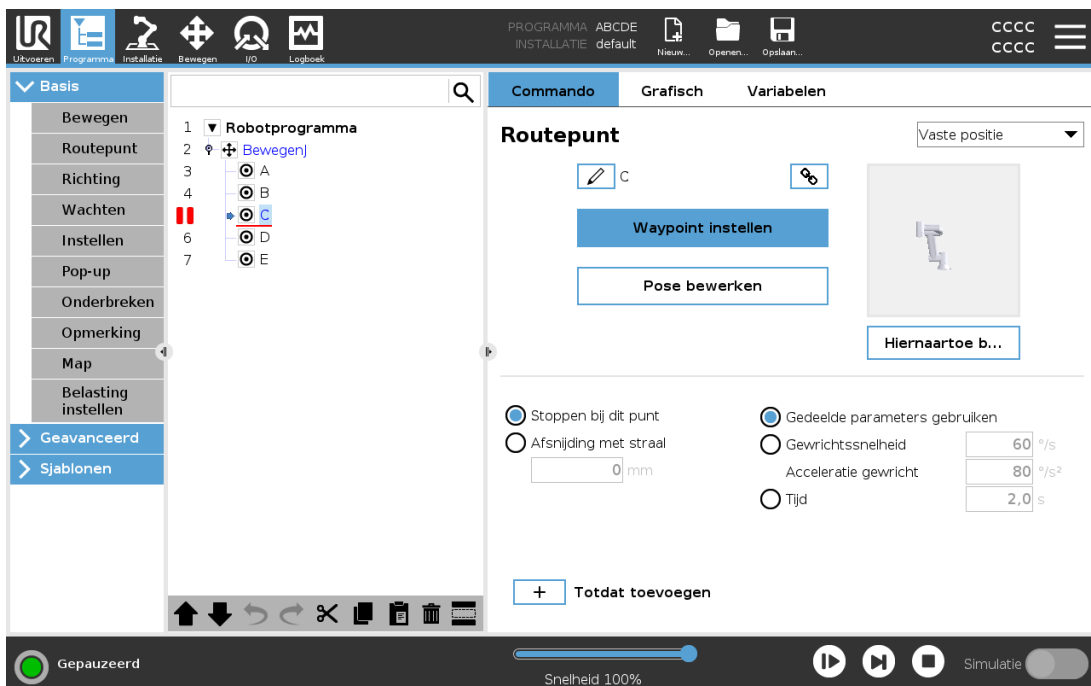 PROGRAMMA ABCDE
INSTALLATIE default
CCCC
CCCC
Uitvoeren Programma Installatie Bewegen I/O Logboek Nieuw... Openen... Opslaan...
Basis
Bewegen
Routepunt
Richting
Wachten
Instellen
Pop-up
Onderbreken
Opmerking
Map
Belasting
instellen
Geavanceerd
Sjablonen
1 Robotprogramma
2 BewegenJ
3 A
4 B
C
6 D
7 E
Commando Grafisch Variabelen
Routepunt
Vaste positie
C
Waypoint instellen
Pose bewerken
Hiernaartoe b...
Stoppen bij dit punt
Afsnijding met straal
0 mm
Gedeelde parameters gebruiken
Gewrichtssnelheid 60 °/s
Acceleratie gewricht 80 °/s²
Tijd 2,0 s
+ Totdat toevoegen
Gepauzeerd
Snelheid 100%
Simulatie